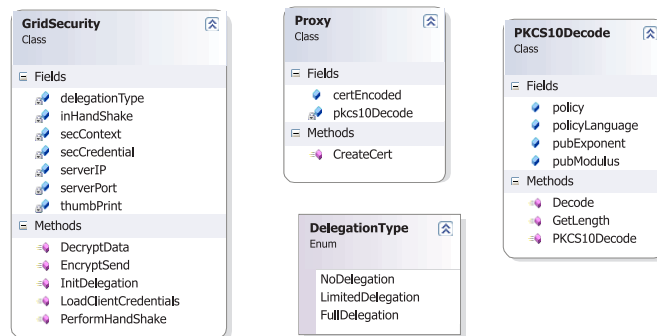 GridSecurity
Class
Fields
delegationType
inHandShake
secContext
secCredential
serverIP
serverPort
thumbPrint
Methods
DecryptData
EncryptSend
InitDelegation
LoadClientCredentials
PerformHandShake
Proxy
Class
Fields
certEncoded
pkcs10Decode
Methods
CreateCert
DelegationType
Enum
NoDelegation
LimitedDelegation
FullDelegation
PKCS10Decode
Class
Fields
policy
policyLanguage
pubExponent
pubModulus
Methods
Decode
GetLength
PKCS10Decode